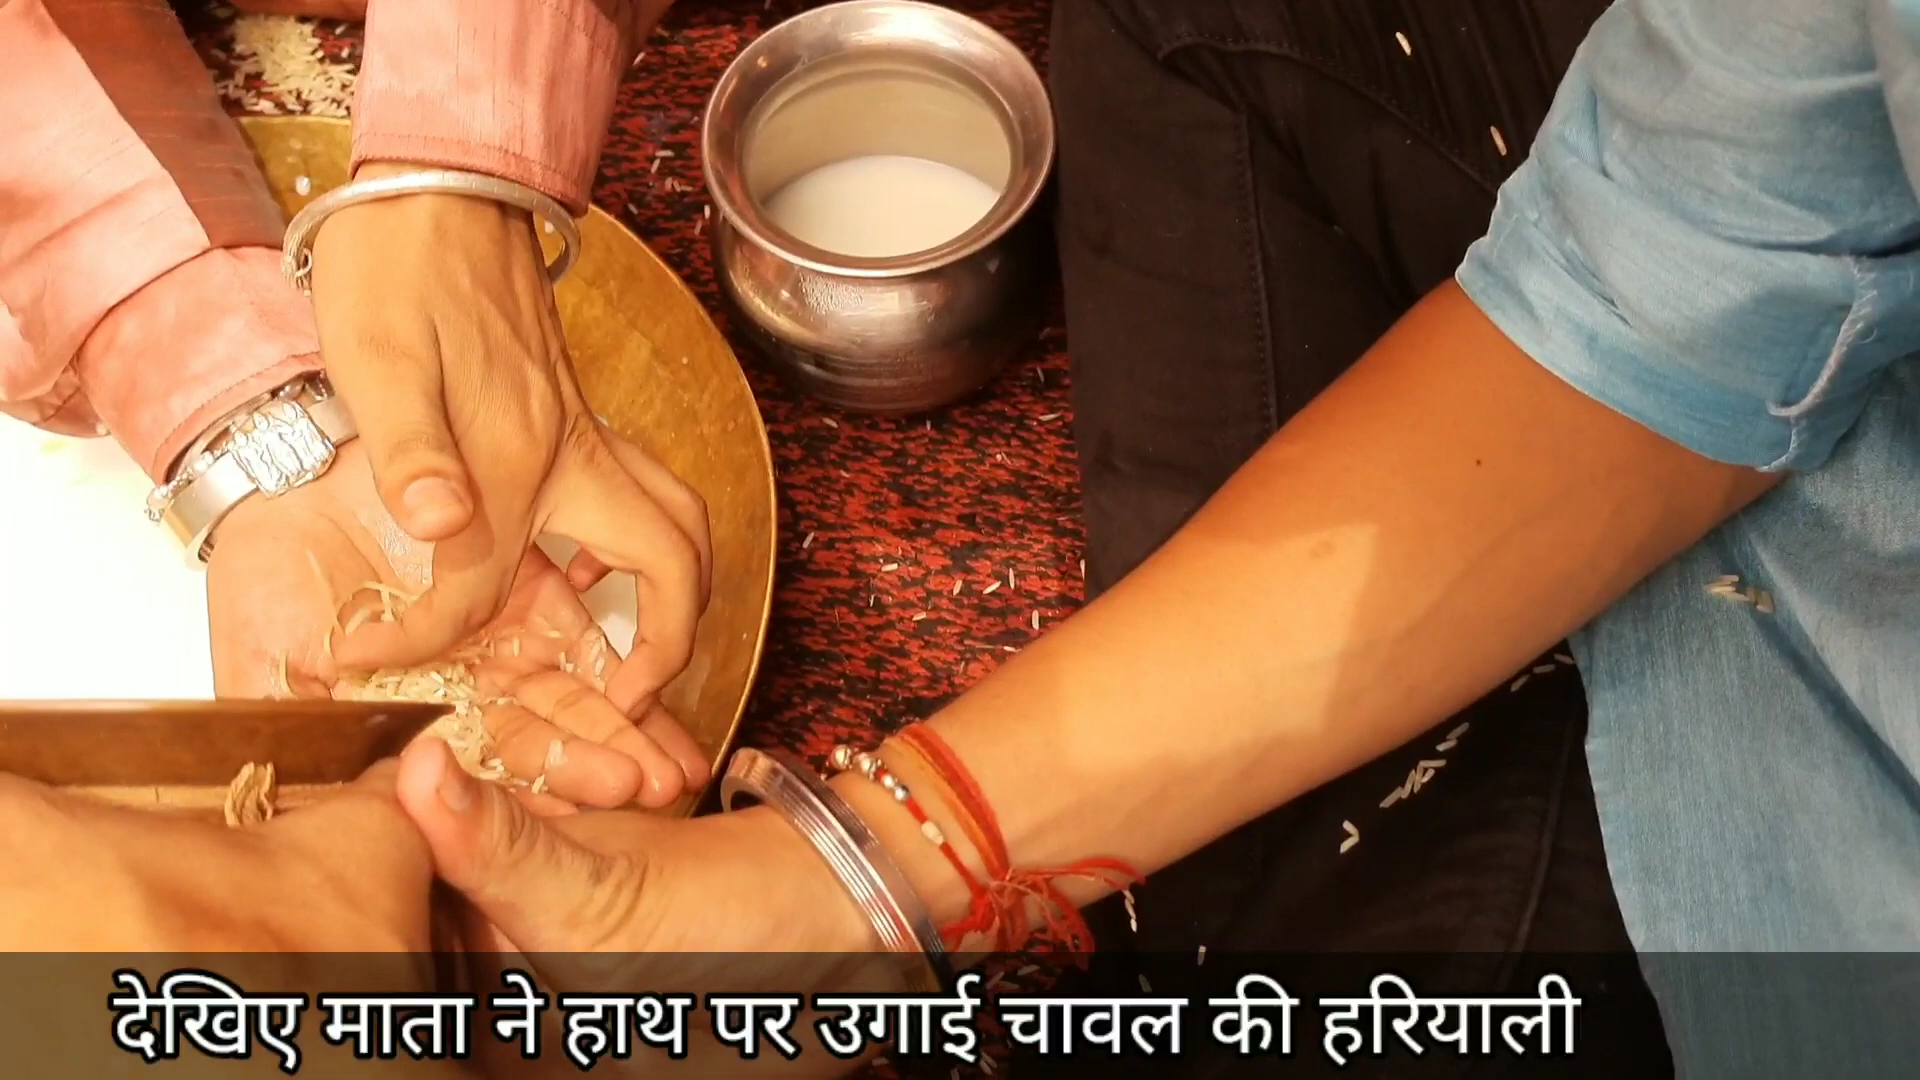 देखिए माता ने हाथ पर उगाई चावल की हरियाली